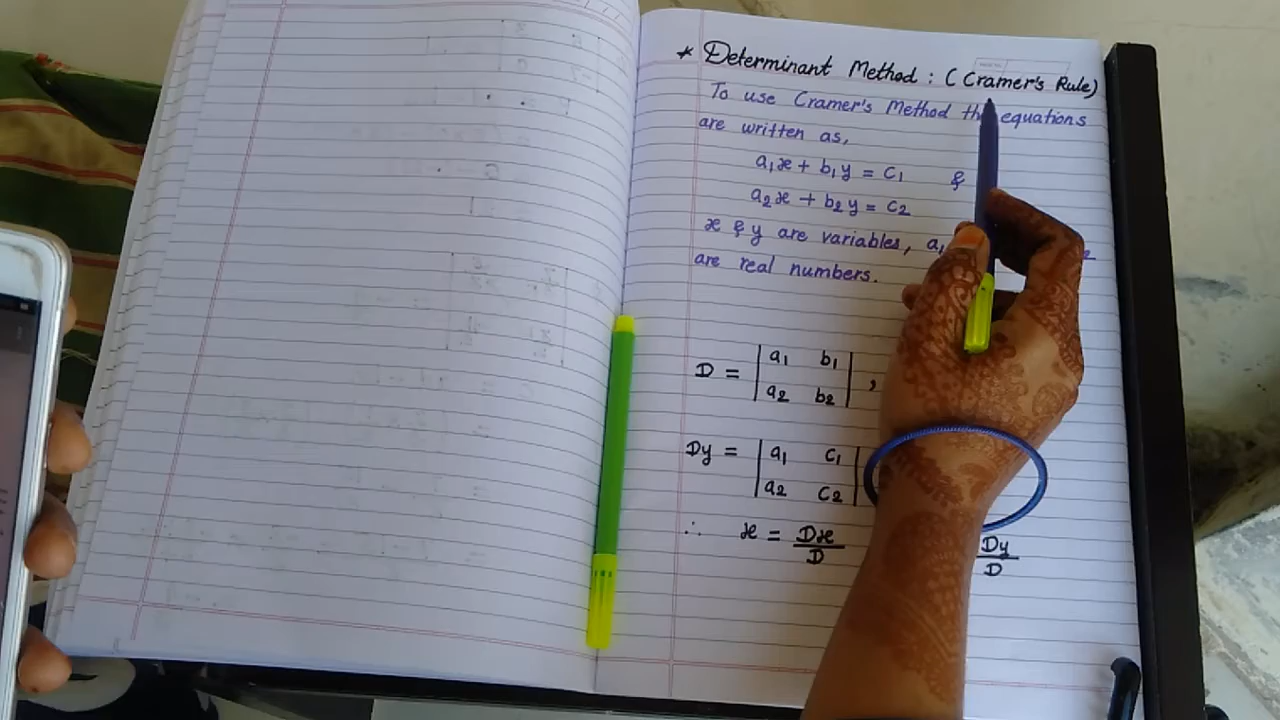 * Determinant Method : (Cramer's Rule)
To use Cramer's Method the equations
are written as,
a₁x + b₁y = c₁ &
a₂x + b₂y = c₂
x & y are variables, a₁
are real numbers.
D = | a₁ b₁ | ,
| a₂ b₂ |
Dy = | a₁ c₁ |
| a₂ c₂ |
∴ x = Dx/D Dy/D